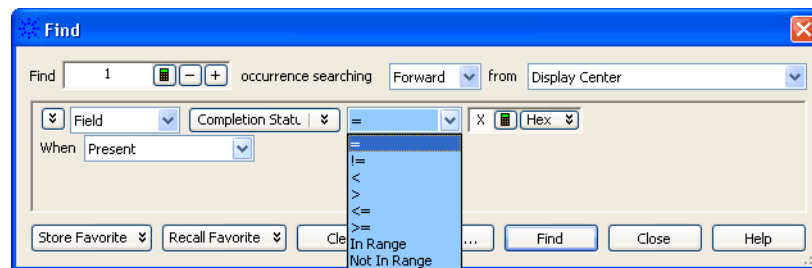 Find
Find 1 - + occurrence searching Forward from Display Center
Field Completion Statu = X Hex
When Present
=
!=
<
>
<=
>=
In Range
Not In Range
Store Favorite Recall Favorite Cle ... Find Close Help